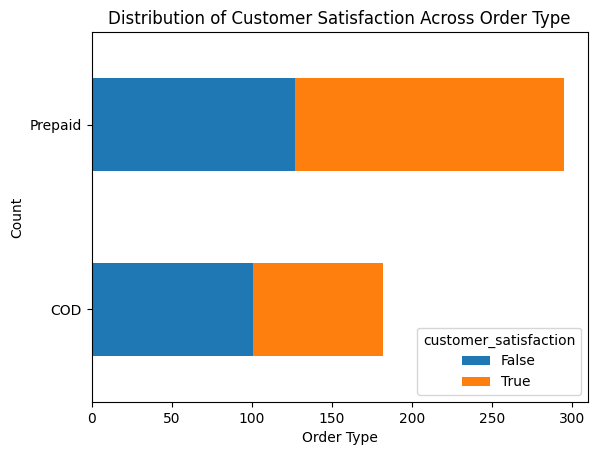 Distribution of Customer Satisfaction Across Order Type
Prepaid
COD
Count
0 50 100 150 200 250 300
Order Type
customer_satisfaction
False
True